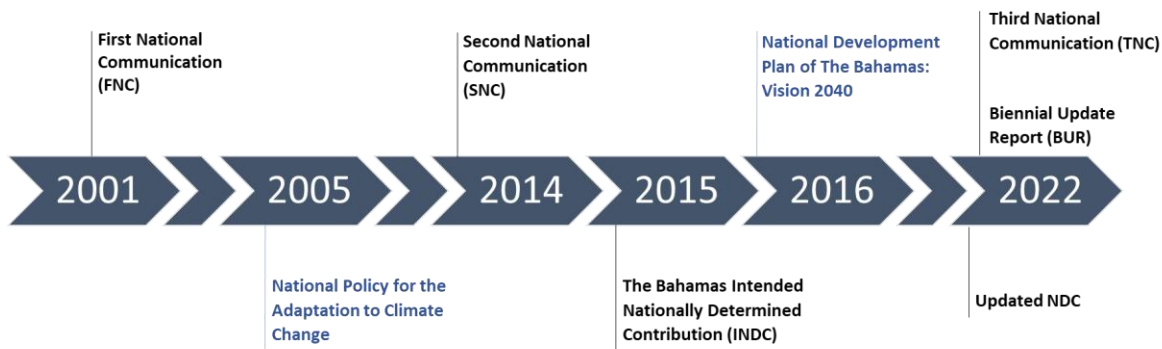 First National
Communication
(FNC)
Second National
Communication
(SNC)
National Development
Plan of The Bahamas:
Vision 2040
Third National
Communication (TNC)
Biennial Update
Report (BUR)
2001
2005
2014
2015
2016
2022
National Policy for the
Adaptation to Climate
Change
The Bahamas Intended
Nationally Determined
Contribution (INDC)
Updated NDC